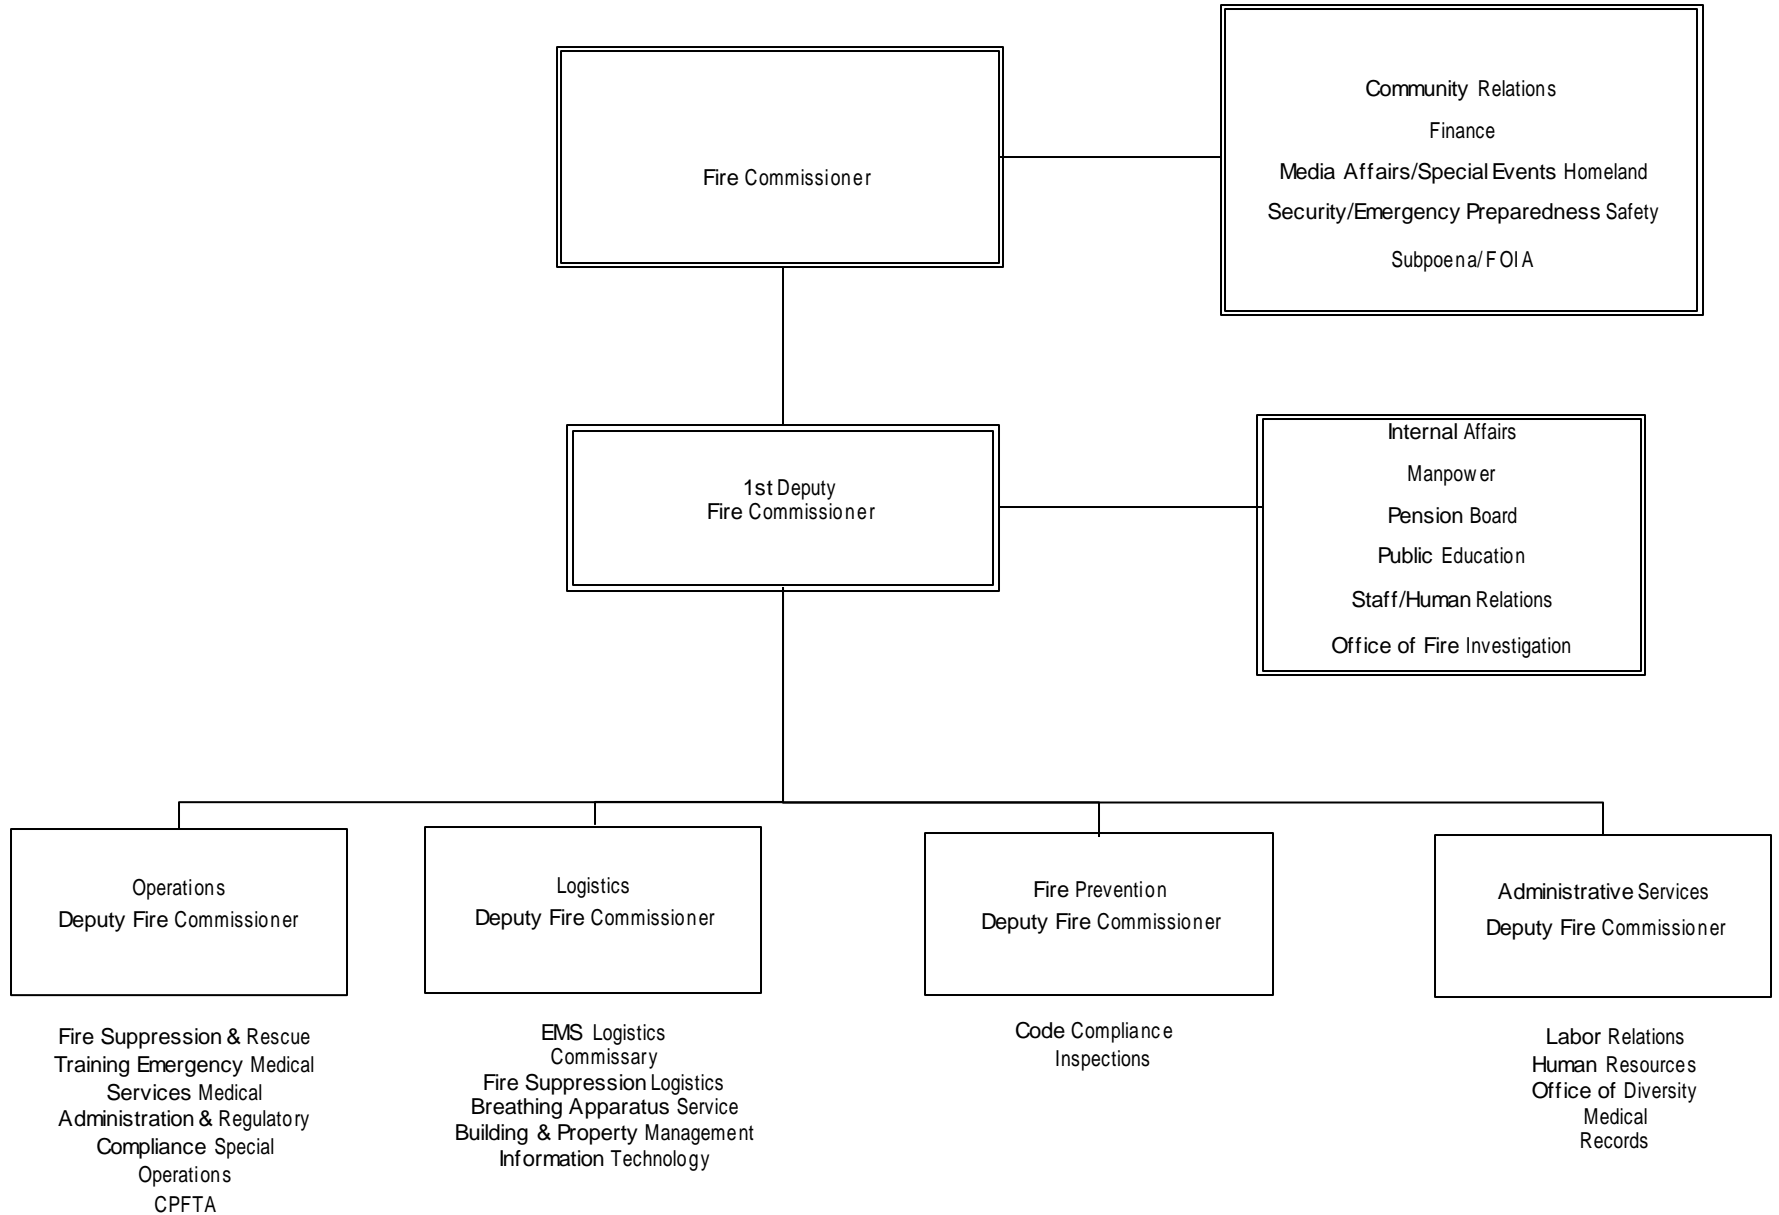 Community Relations
Finance
Media Affairs/Special Events Homeland
Security/Emergency Preparedness Safety
Subpoena/FOIA
Fire Commissioner
Internal Affairs
Manpower
Pension Board
Public Education
Staff/Human Relations
Office of Fire Investigation
1st Deputy
Fire Commissioner
Operations
Deputy Fire Commissioner
Fire Suppression & Rescue
Training Emergency Medical
Services Medical
Administration & Regulatory
Compliance Special
Operations
CPFTA
Logistics
Deputy Fire Commissioner
EMS Logistics
Commissary
Fire Suppression Logistics
Breathing Apparatus Service
Building & Property Management
Information Technology
Fire Prevention
Deputy Fire Commissioner
Code Compliance
Inspections
Administrative Services
Deputy Fire Commissioner
Labor Relations
Human Resources
Office of Diversity
Medical
Records